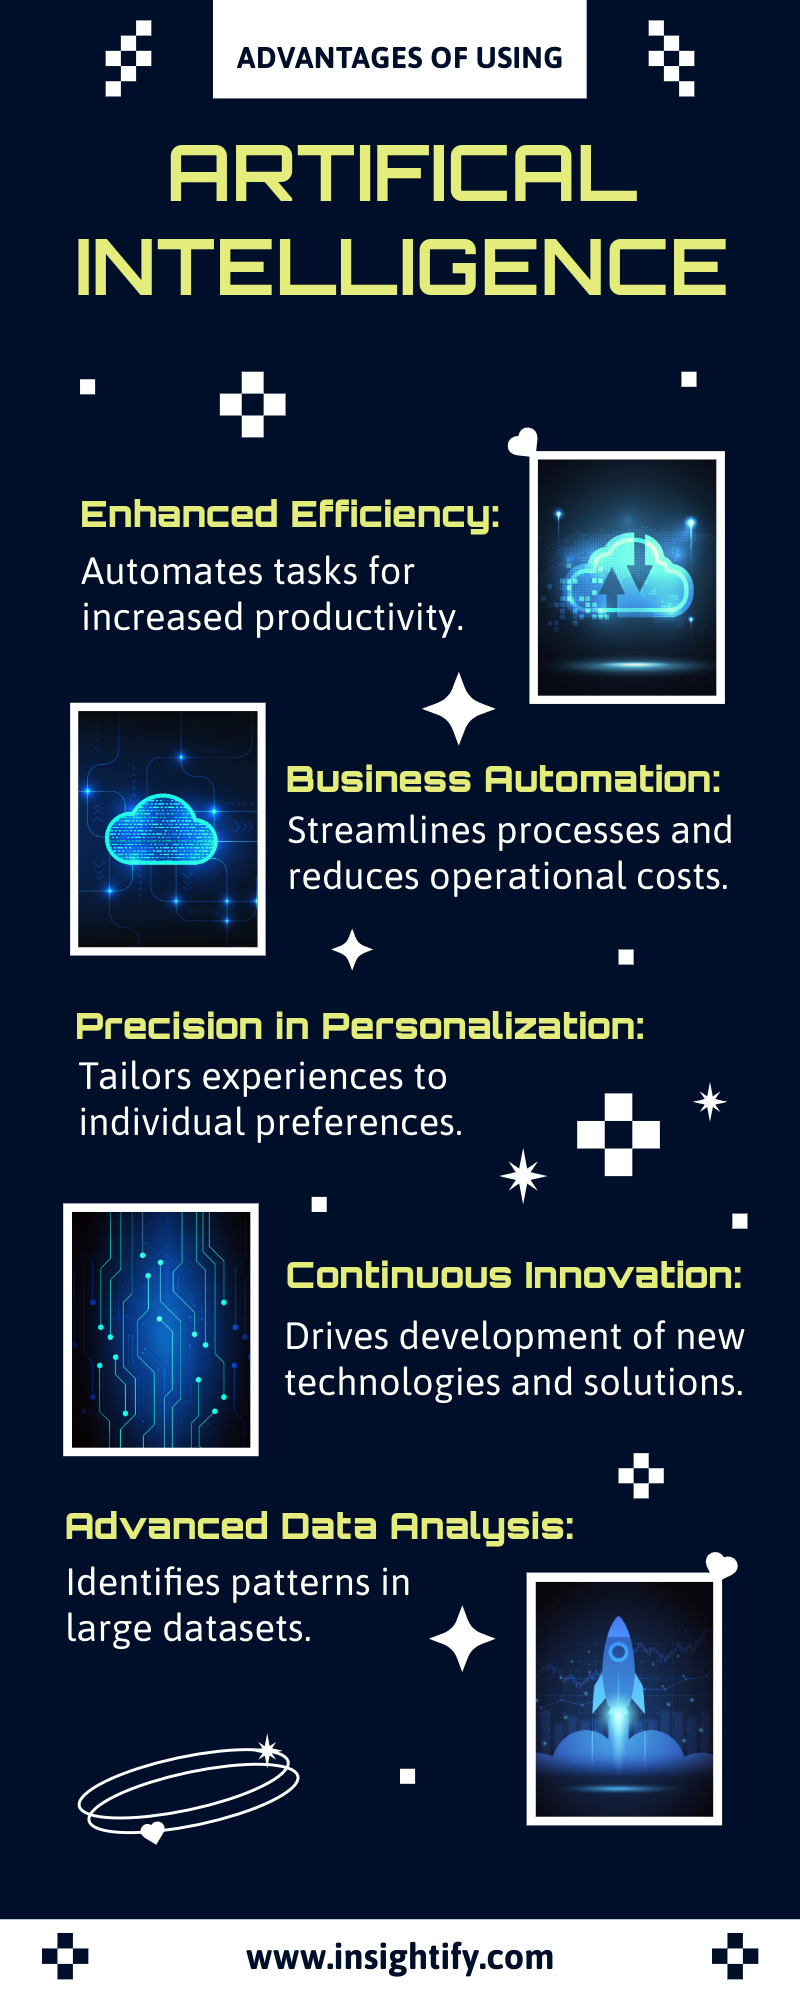 ADVANTAGES OF USING
ARTIFICAL
INTELLIGENCE
Enhanced Efficiency:
Automates tasks for
increased productivity.
Business Automation:
Streamlines processes and
reduces operational costs.
Precision in Personalization:
Tailors experiences to
individual preferences.
Continuous Innovation:
Drives development of new
technologies and solutions.
Advanced Data Analysis:
Identifies patterns in
large datasets.
www.insightify.com